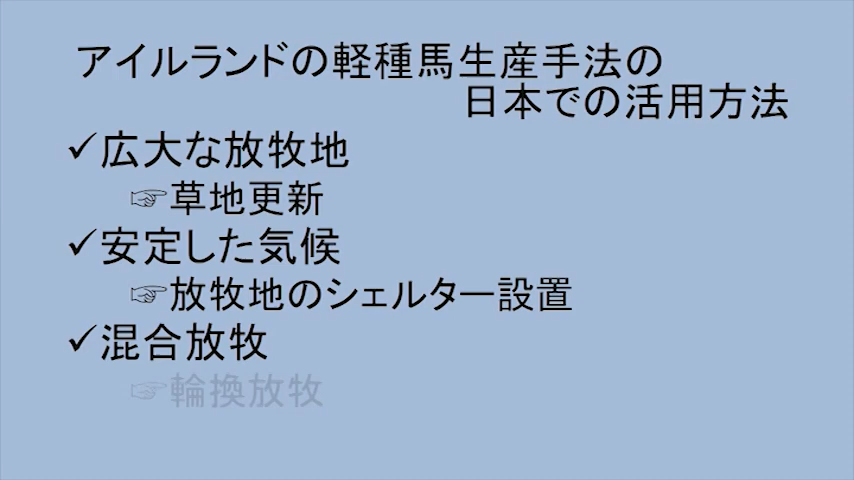 アイルランドの軽種馬生産手法の
日本での活用方法
✓広大な放牧地
☞草地更新
✓安定した気候
☞放牧地のシェルター設置
✓混合放牧
☞輪換放牧